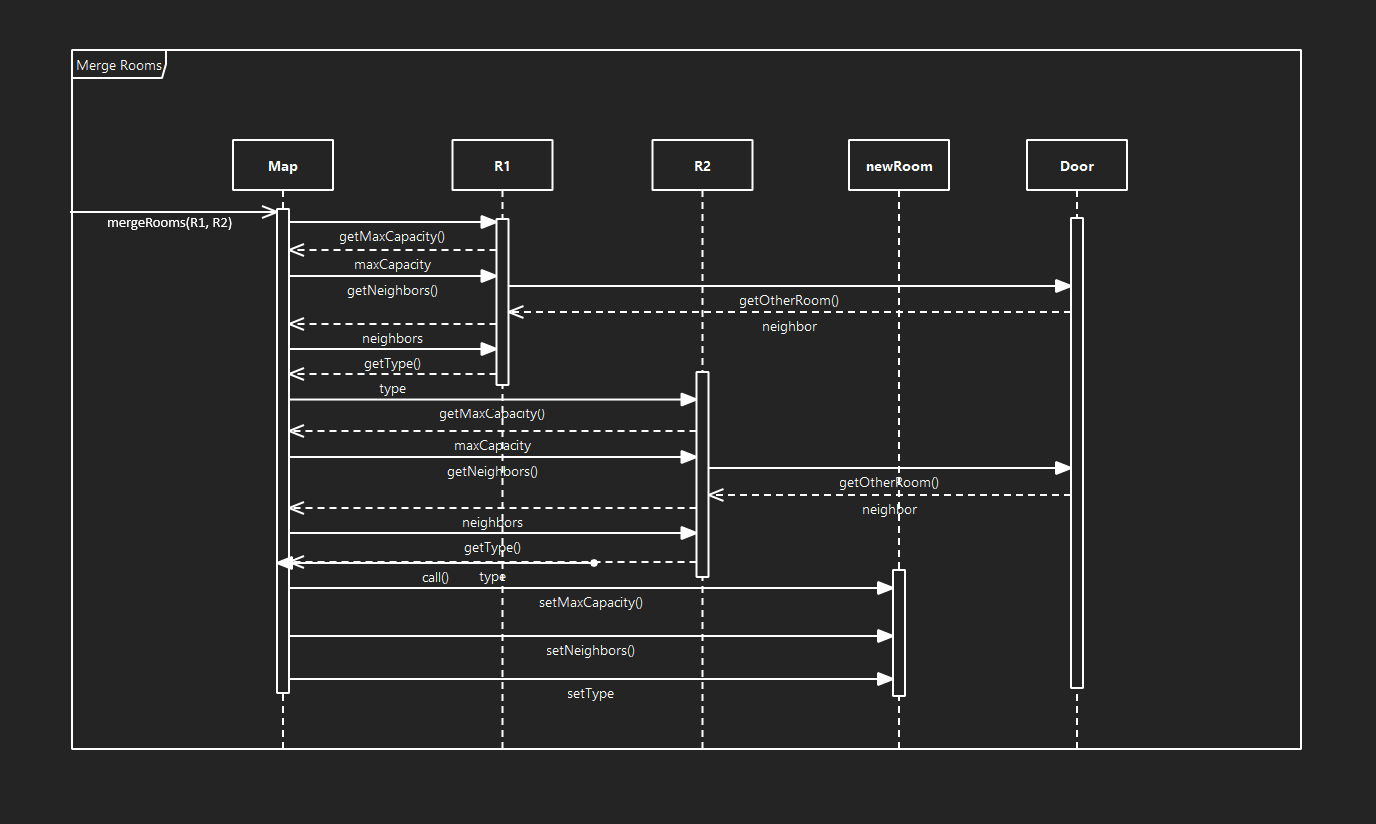 Merge Rooms
Map
R1
R2
newRoom
Door
mergeRooms(R1, R2)
getMaxCapacity()
maxCapacity
getNeighbors()
getOtherRoom()
neighbor
neighbors
getType()
type
getMaxCapacity()
maxCapacity
getNeighbors()
getOtherRoom()
neighbor
neighbors
getType()
call()
type
setMaxCapacity()
setNeighbors()
setType